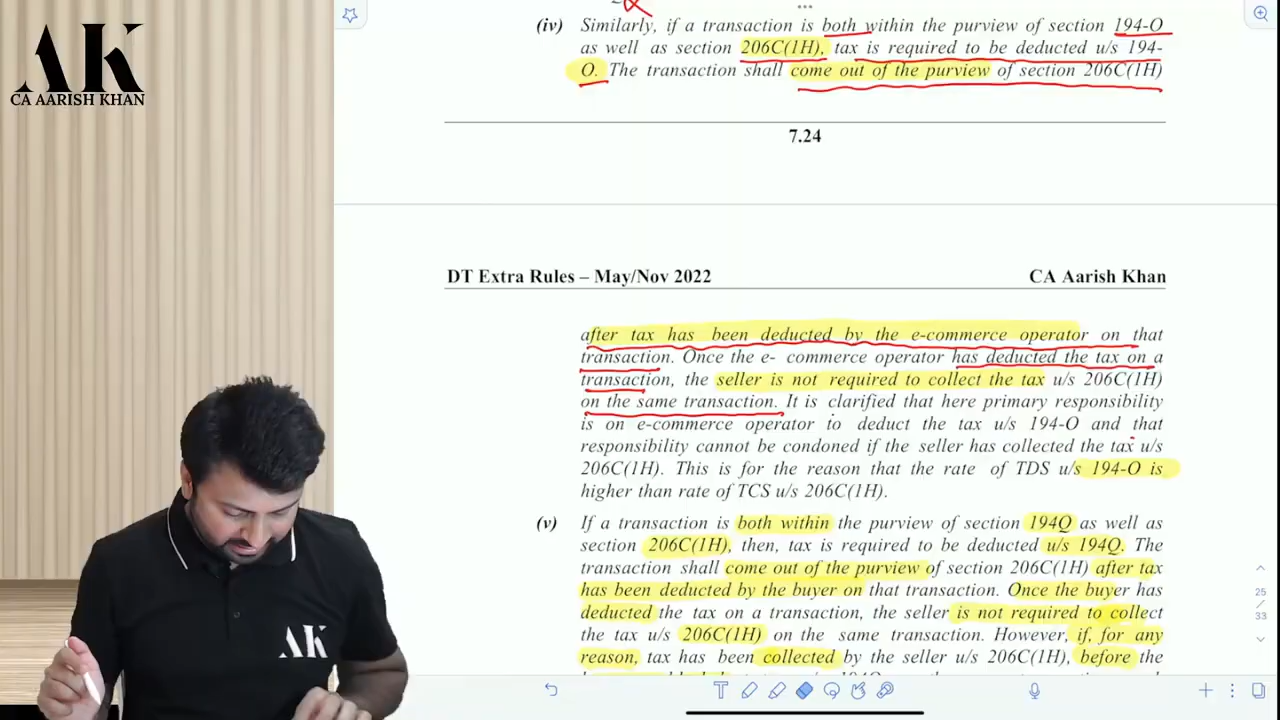 AK
CA AARISH KHAN
(iv) Similarly, if a transaction is both within the purview of section 194-O
as well as section 206C(1H), tax is required to be deducted u/s 194-
O. The transaction shall come out of the purview of section 206C(1H)
7.24
DT Extra Rules – May/Nov 2022 CA Aarish Khan
after tax has been deducted by the e-commerce operator on that
transaction. Once the e- commerce operator has deducted the tax on a
transaction, the seller is not required to collect the tax u/s 206C(1H)
on the same transaction. It is clarified that here primary responsibility
is on e-commerce operator to deduct the tax u/s 194-O and that
responsibility cannot be condoned if the seller has collected the tax u/s
206C(1H). This is for the reason that the rate of TDS u/s 194-O is
higher than rate of TCS u/s 206C(1H).
(v) If a transaction is both within the purview of section 194Q as well as
section 206C(1H), then, tax is required to be deducted u/s 194Q. The
transaction shall come out of the purview of section 206C(1H) after tax
has been deducted by the buyer on that transaction. Once the buyer has
deducted the tax on a transaction, the seller is not required to collect
the tax u/s 206C(1H) on the same transaction. However, if, for any
reason, tax has been collected by the seller u/s 206C(1H), before the
25
33
AK